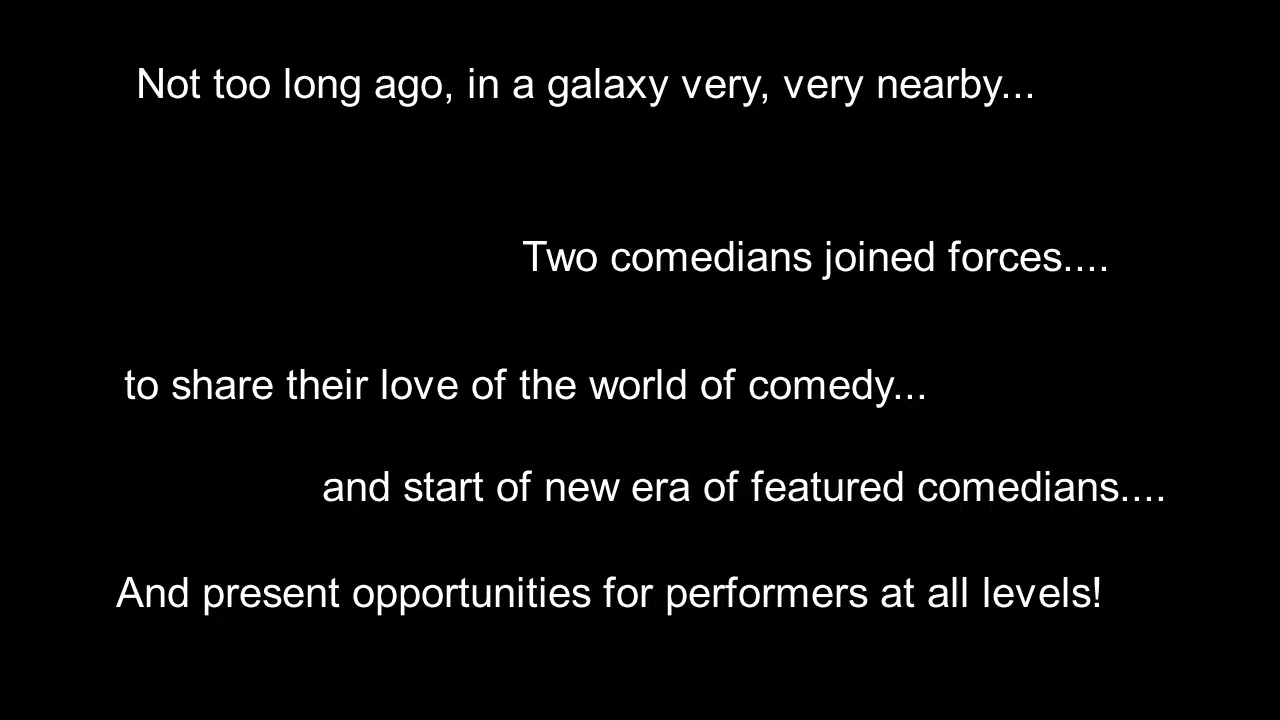 Not too long ago, in a galaxy very, very nearby...
Two comedians joined forces....
to share their love of the world of comedy...
and start of new era of featured comedians....
And present opportunities for performers at all levels!